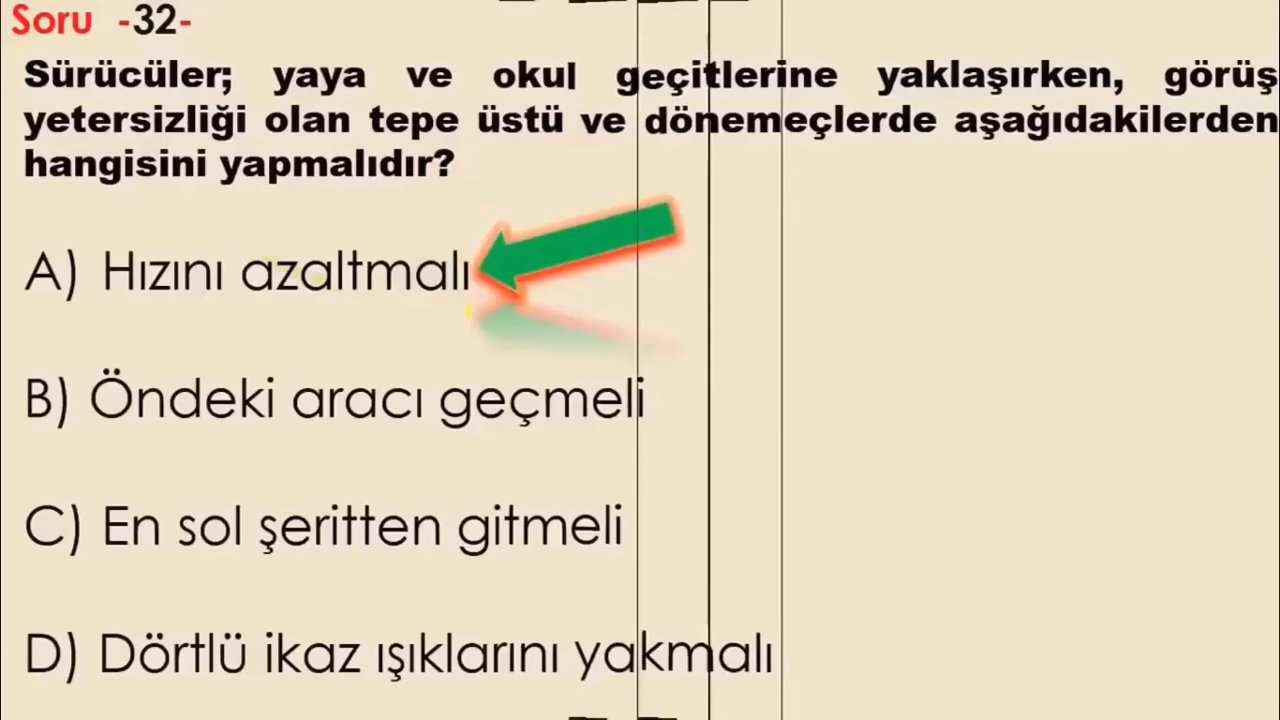 Soru -32-
Sürücüler; yaya ve okul geçitlerine yaklaşırken, görüş
yetersizliği olan tepe üstü ve dönemeçlerde aşağıdakilerden
hangisini yapmalıdır?
A) Hızını azaltmalı
B) Öndeki aracı geçmeli
C) En sol şeritten gitmeli
D) Dörtlü ikaz ışıklarını yakmalı